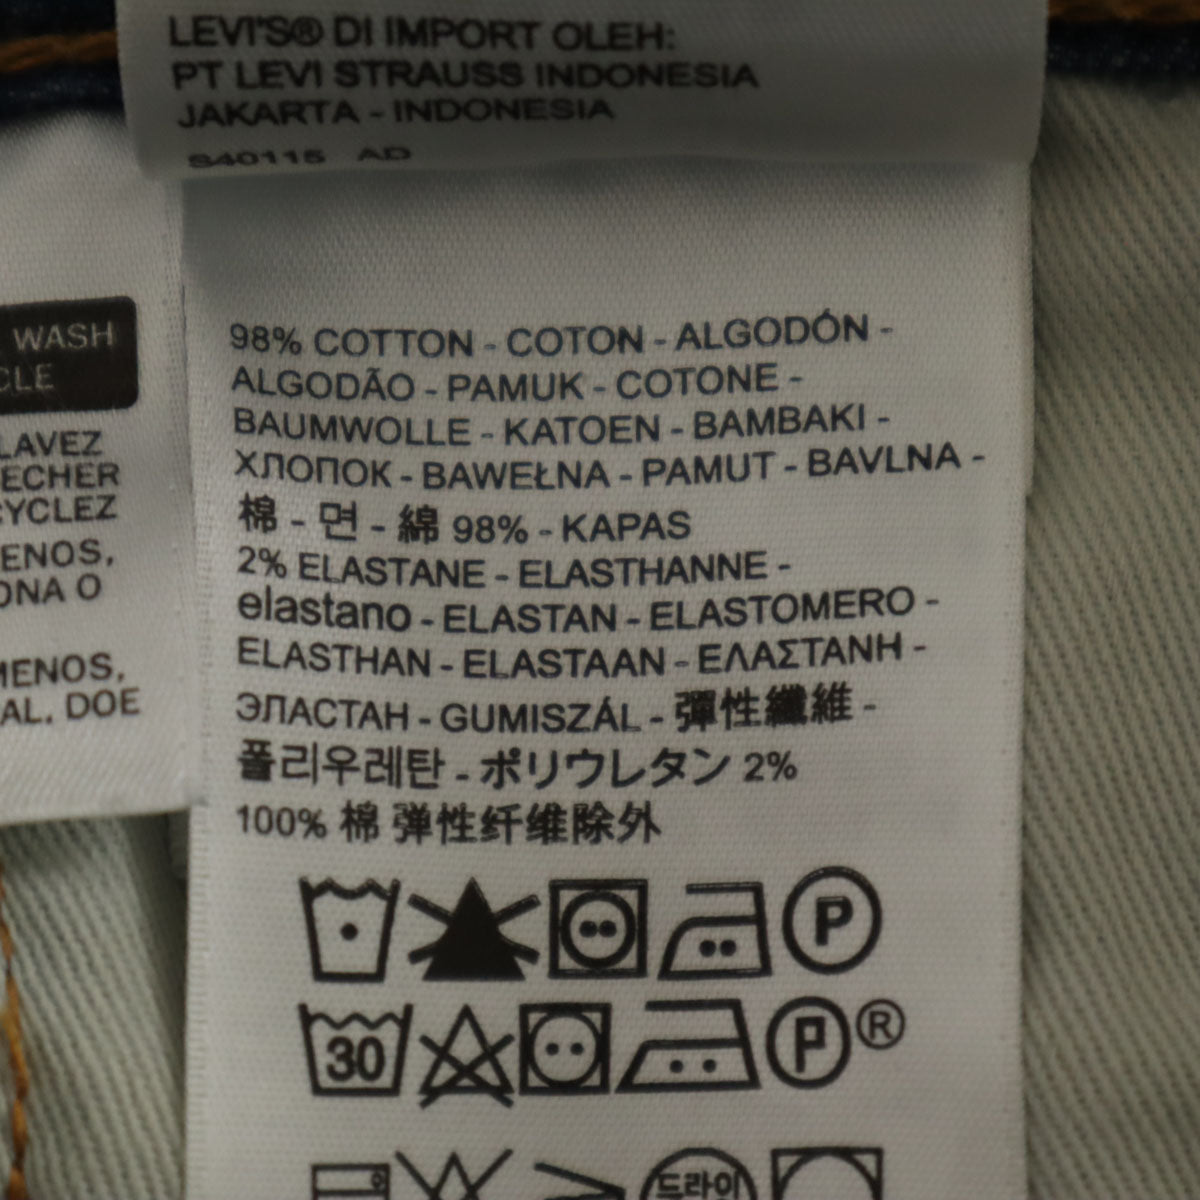 LEVI'S® DI IMPORT OLEH:
PT LEVI STRAUSS INDONESIA
JAKARTA - INDONESIA
S40115 AD
WASH
CLE
LAVEZ
ECHER
CYCLEZ
ENOS,
ONA O
MENOS,
AL, DOE
98% COTTON - COTON - ALGODÓN -
ALGODÃO - PAMUK - COTONE -
BAUMWOLLE - KATOEN - BAMBAKI -
ХЛОПОК - BAWEŁNA - PAMUT - BAVLNA -
棉 - 면 - 綿 98% - KAPAS
2% ELASTANE - ELASTHANNE -
elastano - ELASTAN - ELASTOMERO -
ELASTHAN - ELASTAAN - ΕΛΑΣΤΑΝΗ -
ЭЛАСТАН - GUMISZÁL - 彈性纖維 -
폴리우레탄 - ポリウレタン 2%
100% 棉 弹性纤维除外
P
30 P ®
드라이